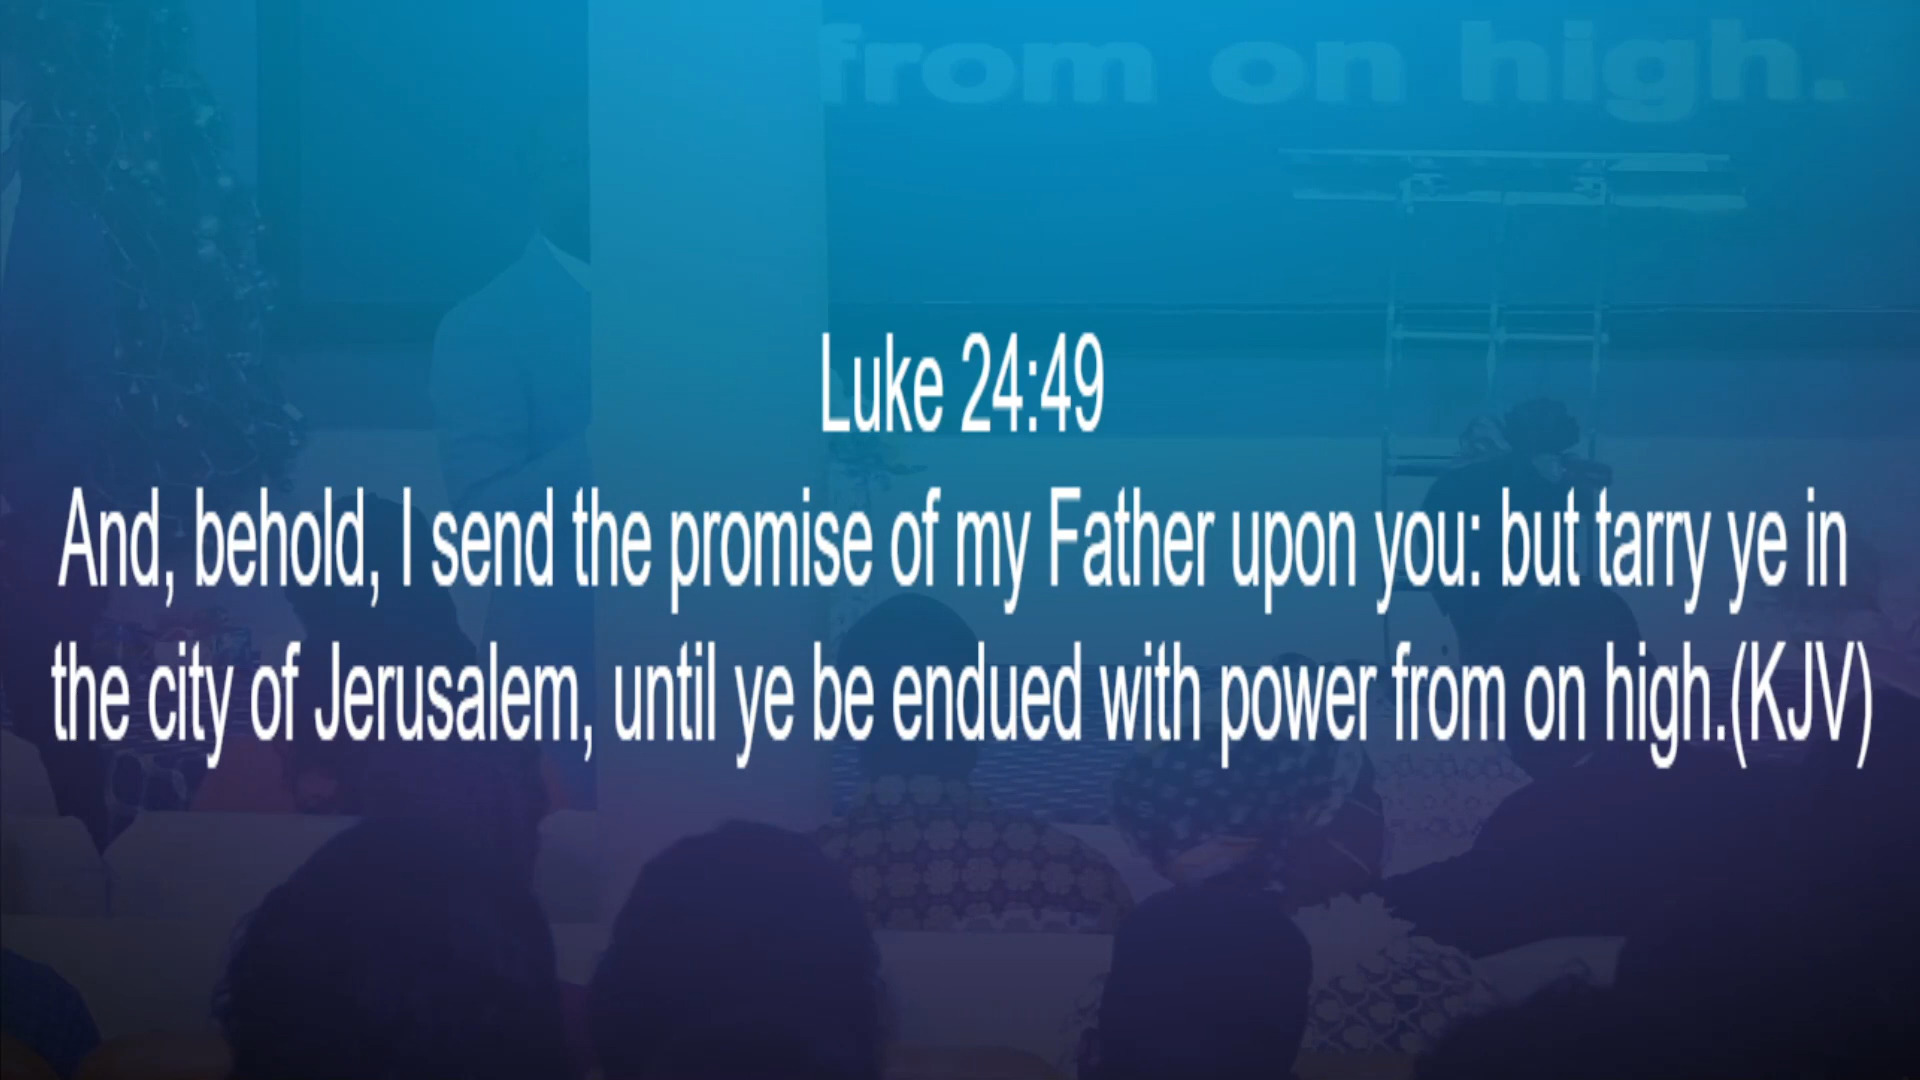 from on high.
Luke 24:49
And, behold, I send the promise of my Father upon you: but tarry ye in
the city of Jerusalem, until ye be endued with power from on high.(KJV)